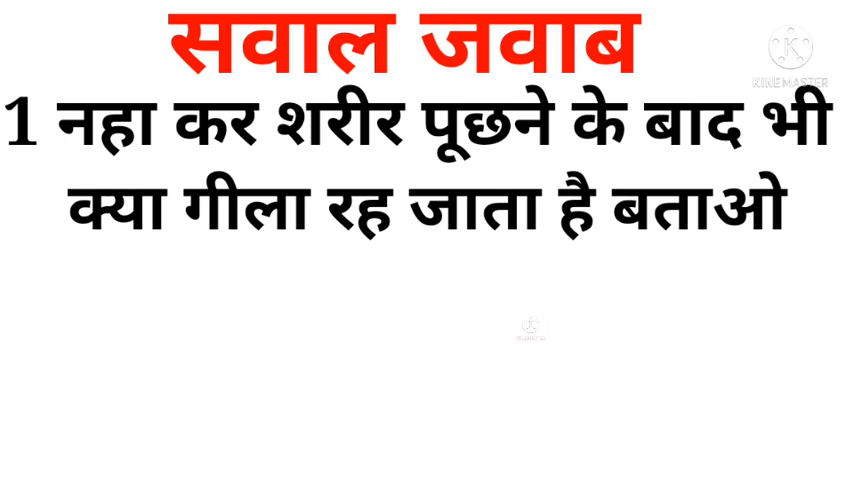 सवाल जवाब
KINEMASTER
1 नहा कर शरीर पूछने के बाद भी
क्या गीला रह जाता है बताओ